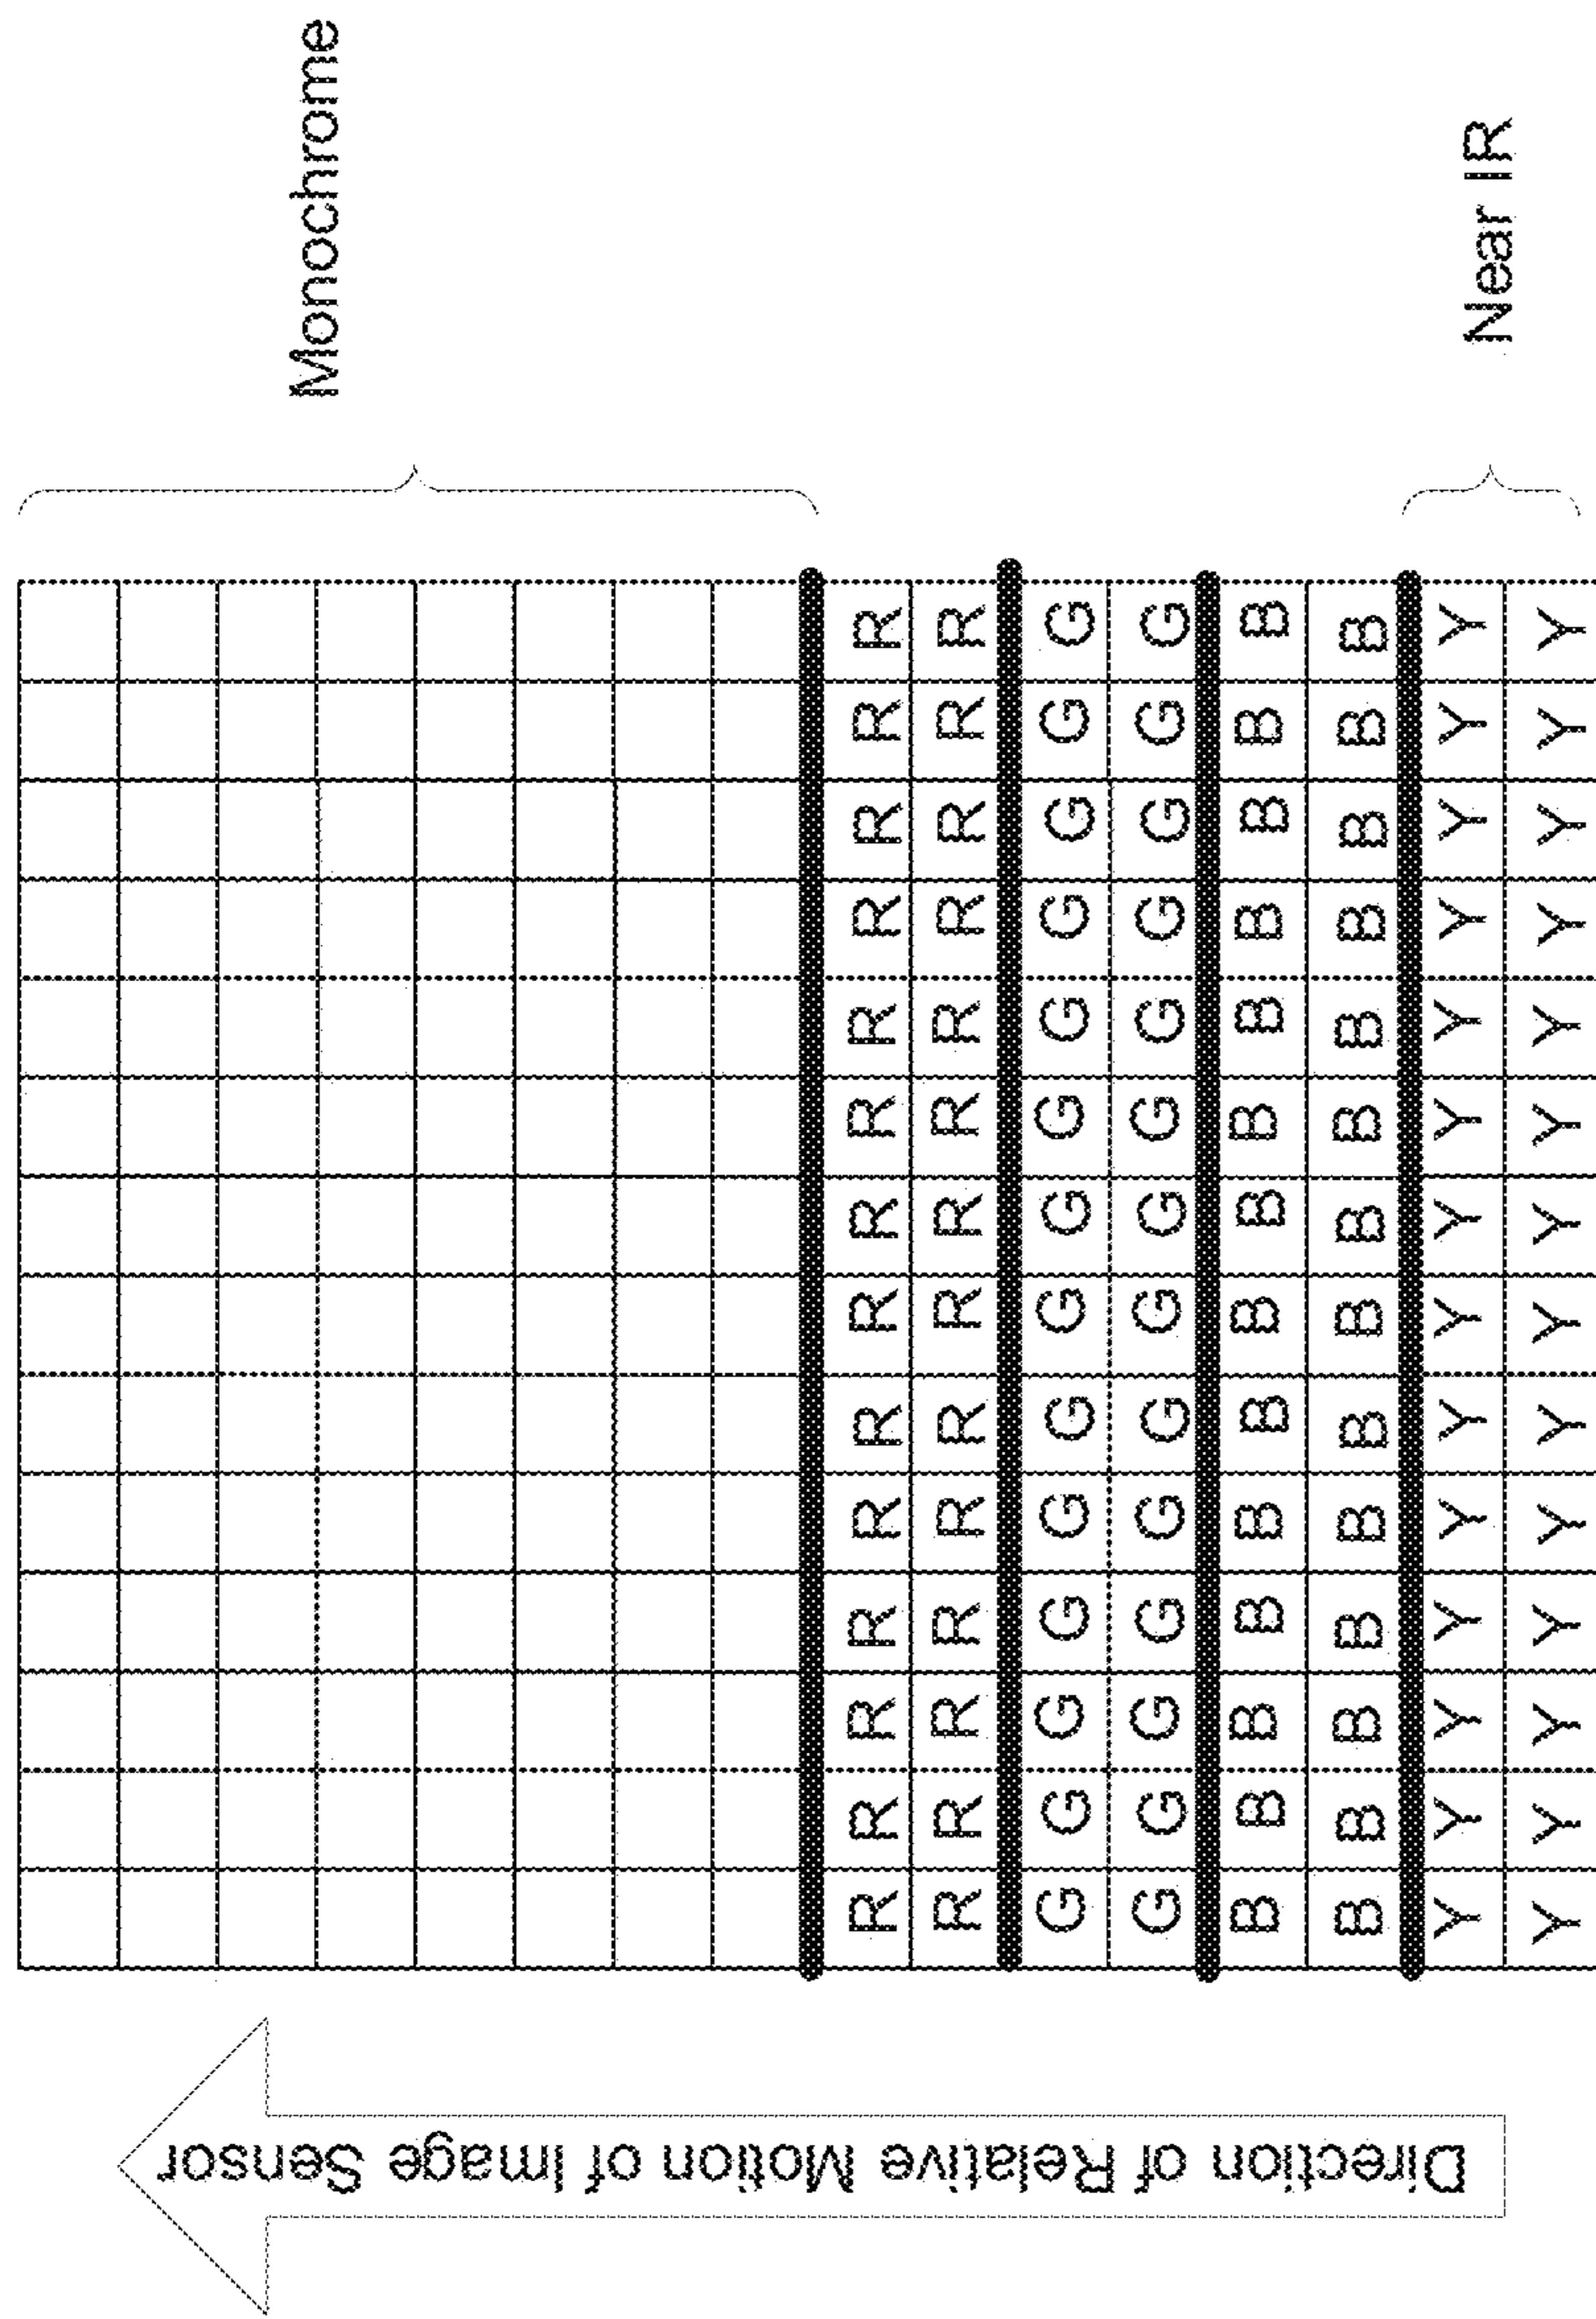 Direction of Relative Motion of Image Sensor
Monochrome
R R R R R R R R R R R R R R
R R R R R R R R R R R R R R
G G G G G G G G G G G G G G
G G G G G G G G G G G G G G
B B B B B B B B B B B B B B
B B B B B B B B B B B B B B
Y Y Y Y Y Y Y Y Y Y Y Y Y Y
Y Y Y Y Y Y Y Y Y Y Y Y Y Y
Near IR